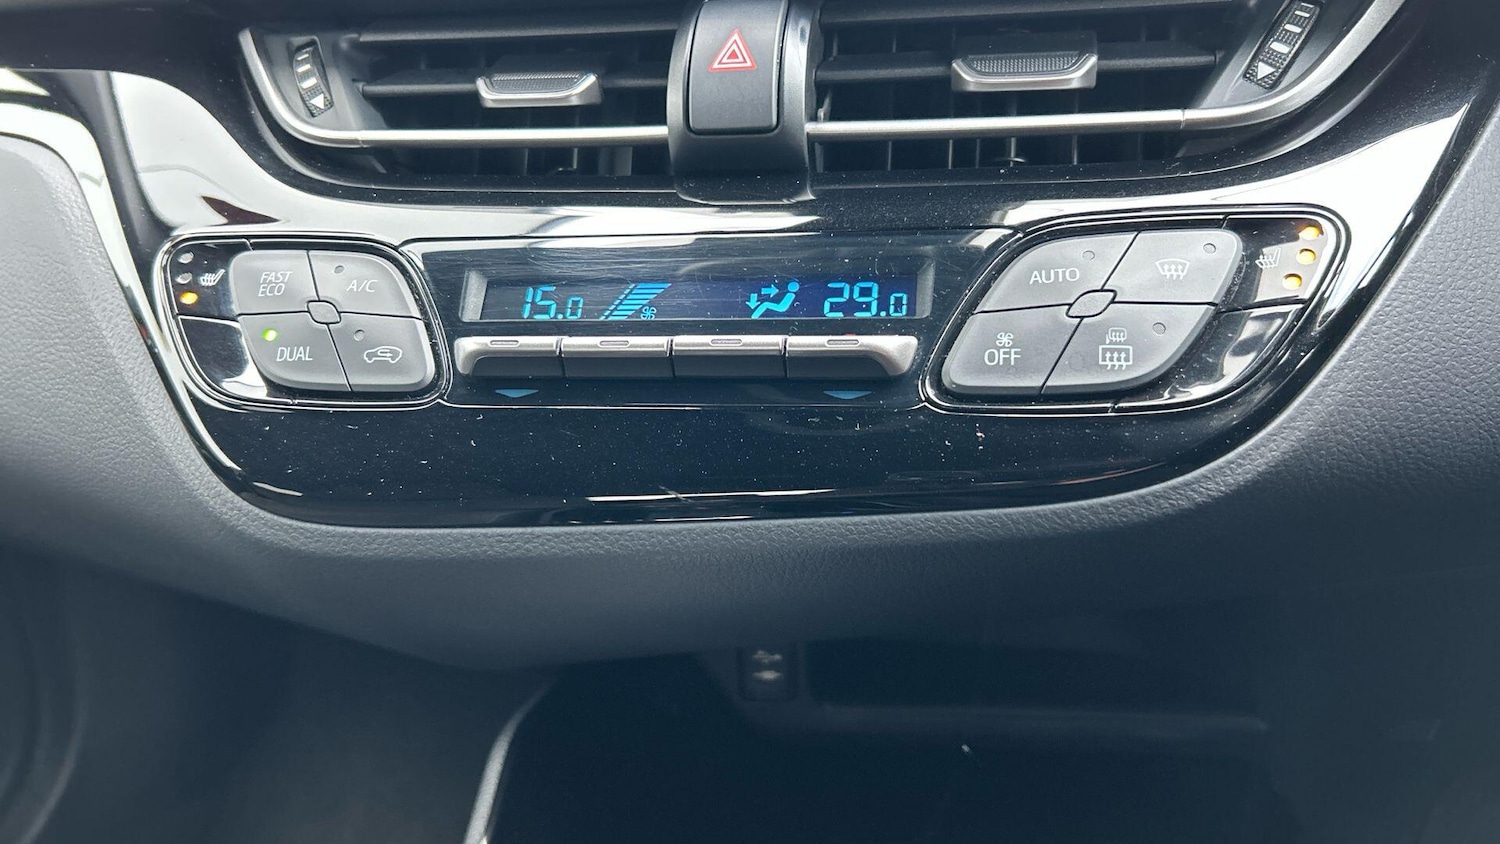 FAST
ECO
A/C
DUAL
15.0
29.0
AUTO
OFF